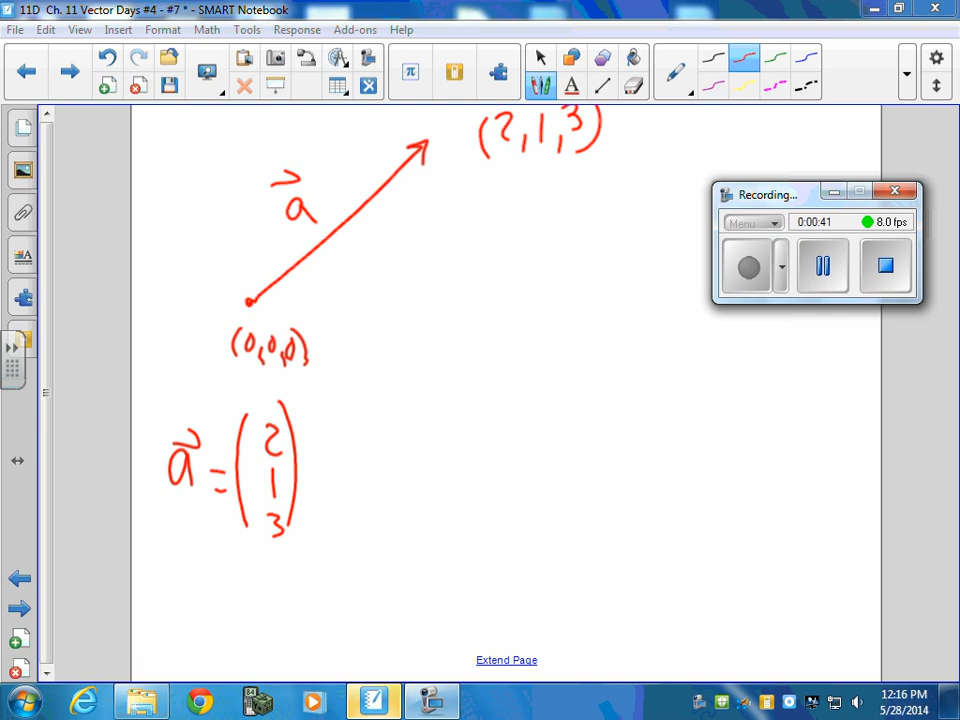 11D Ch. 11 Vector Days #4 - #7 * - SMART Notebook
File Edit View Insert Format Math Tools Response Add-ons Help
(2,1,3)
a
Recording...
Menu 0:00:41 8.0 fps
(0,0,0)
a = (2
1
3)
Extend Page
12:16 PM
5/28/2014